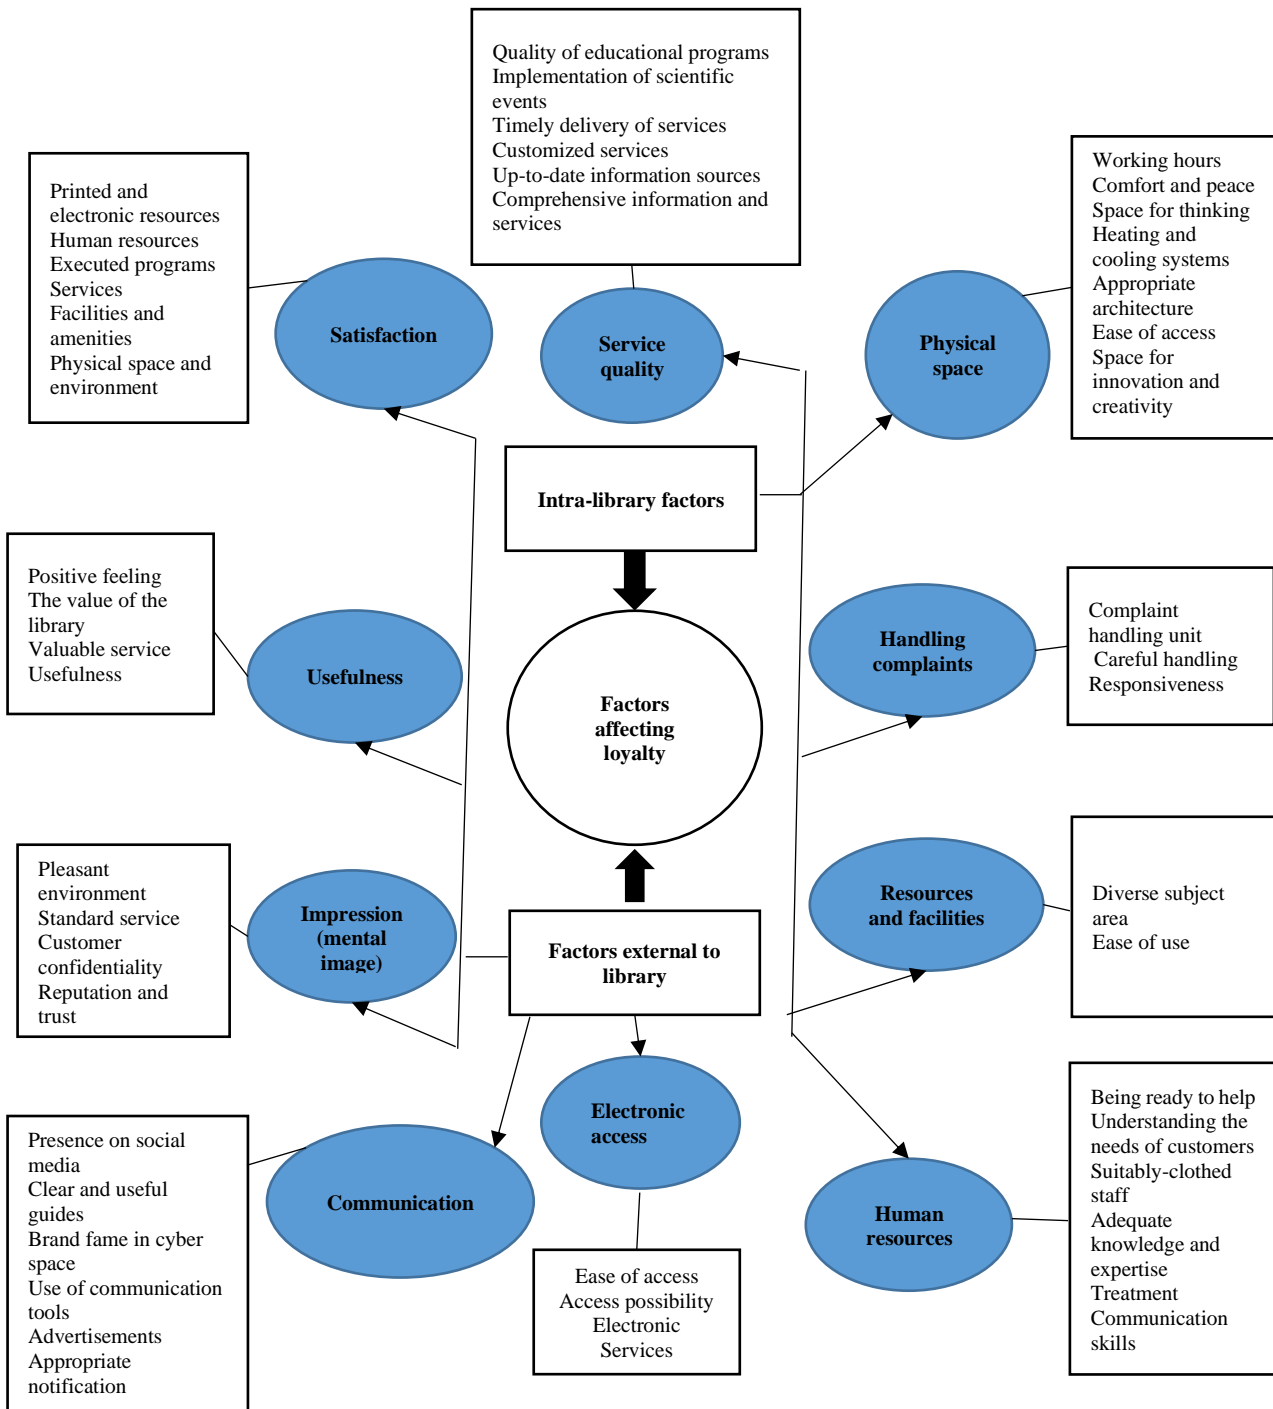 Quality of educational programs
Implementation of scientific
events
Timely delivery of services
Customized services
Up-to-date information sources
Comprehensive information and
services
Printed and
electronic resources
Human resources
Executed programs
Services
Facilities and
amenities
Physical space and
environment
Working hours
Comfort and peace
Space for thinking
Heating and
cooling systems
Appropriate
architecture
Ease of access
Space for
innovation and
creativity
Satisfaction
Service
quality
Physical
space
Intra-library factors
Positive feeling
The value of the
library
Valuable service
Usefulness
Usefulness
Factors
affecting
loyalty
Handling
complaints
Complaint
handling unit
Careful handling
Responsiveness
Pleasant
environment
Standard service
Customer
confidentiality
Reputation and
trust
Impression
(mental
image)
Factors external to
library
Resources
and facilities
Diverse subject
area
Ease of use
Presence on social
media
Clear and useful
guides
Brand fame in cyber
space
Use of communication
tools
Advertisements
Appropriate
notification
Communication
Electronic
access
Ease of access
Access possibility
Electronic
Services
Human
resources
Being ready to help
Understanding the
needs of customers
Suitably-clothed
staff
Adequate
knowledge and
expertise
Treatment
Communication
skills